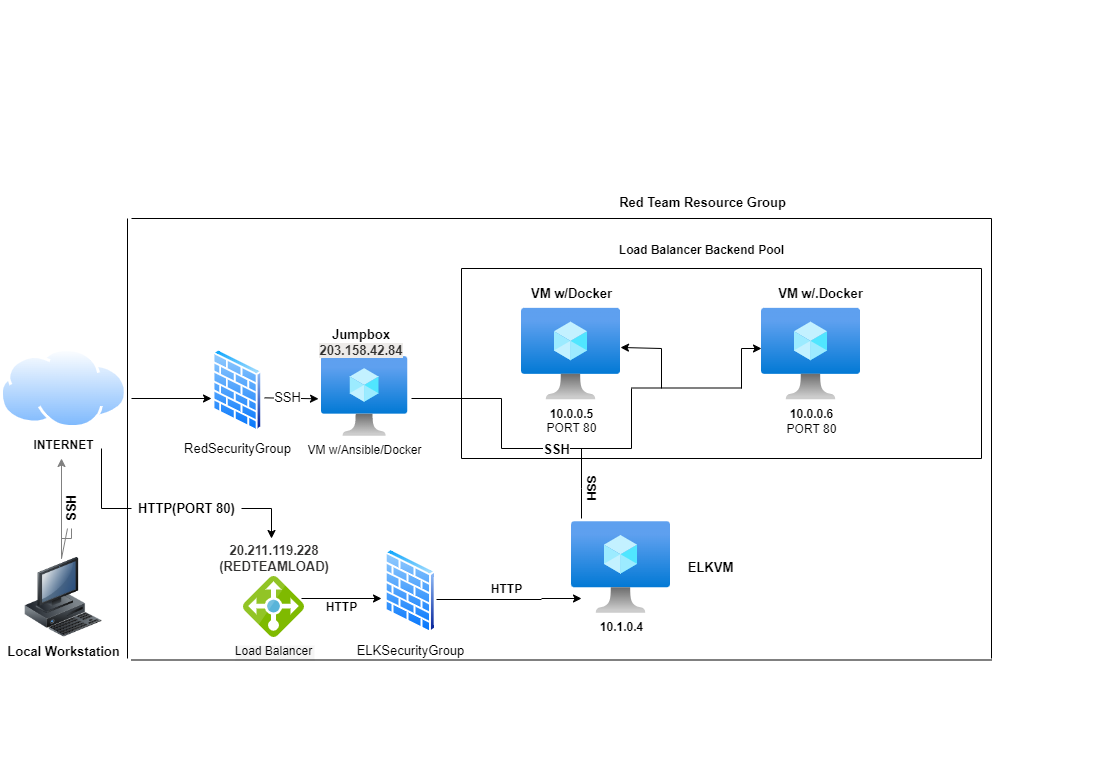 Red Team Resource Group
Load Balancer Backend Pool
VM w/Docker
VM w/.Docker
Jumpbox
203.158.42.84
SSH
10.0.0.5
PORT 80
10.0.0.6
PORT 80
INTERNET
RedSecurityGroup
VM w/Ansible/Docker
SSH
SSH
SSH
HTTP(PORT 80)
20.211.119.228
(REDTEAMLOAD)
ELKVM
HTTP
HTTP
10.1.0.4
Local Workstation
Load Balancer
ELKSecurityGroup